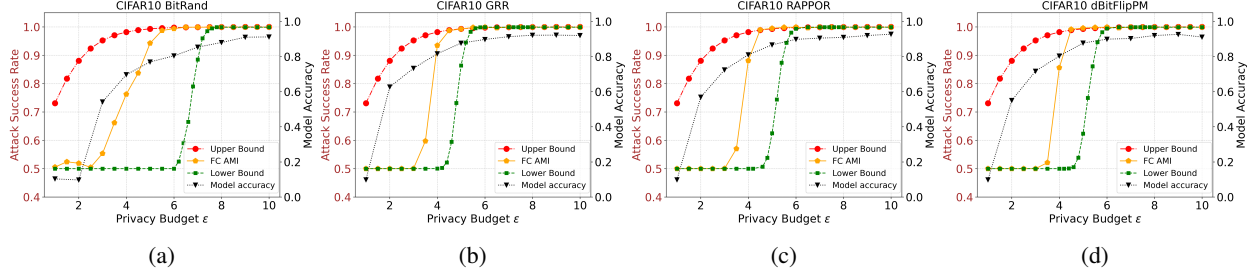 CIFAR10 BitRand
Attack Success Rate
1.0
0.9
0.8
0.7
0.6
0.5
0.4
1.0
0.8
0.6
0.4
0.2
0.0
Model Accuracy
Upper Bound
FC AMI
Lower Bound
Model accuracy
2 4 6 8 10
Privacy Budget ε
(a)
CIFAR10 GRR
Attack Success Rate
1.0
0.9
0.8
0.7
0.6
0.5
0.4
1.0
0.8
0.6
0.4
0.2
0.0
Model Accuracy
Upper Bound
FC AMI
Lower Bound
Model accuracy
2 4 6 8 10
Privacy Budget ε
(b)
CIFAR10 RAPPOR
Attack Success Rate
1.0
0.9
0.8
0.7
0.6
0.5
0.4
1.0
0.8
0.6
0.4
0.2
0.0
Model Accuracy
Upper Bound
FC AMI
Lower Bound
Model accuracy
2 4 6 8 10
Privacy Budget ε
(c)
CIFAR10 dBitFlipPM
Attack Success Rate
1.0
0.9
0.8
0.7
0.6
0.5
0.4
1.0
0.8
0.6
0.4
0.2
0.0
Model Accuracy
Upper Bound
FC AMI
Lower Bound
Model accuracy
2 4 6 8 10
Privacy Budget ε
(d)